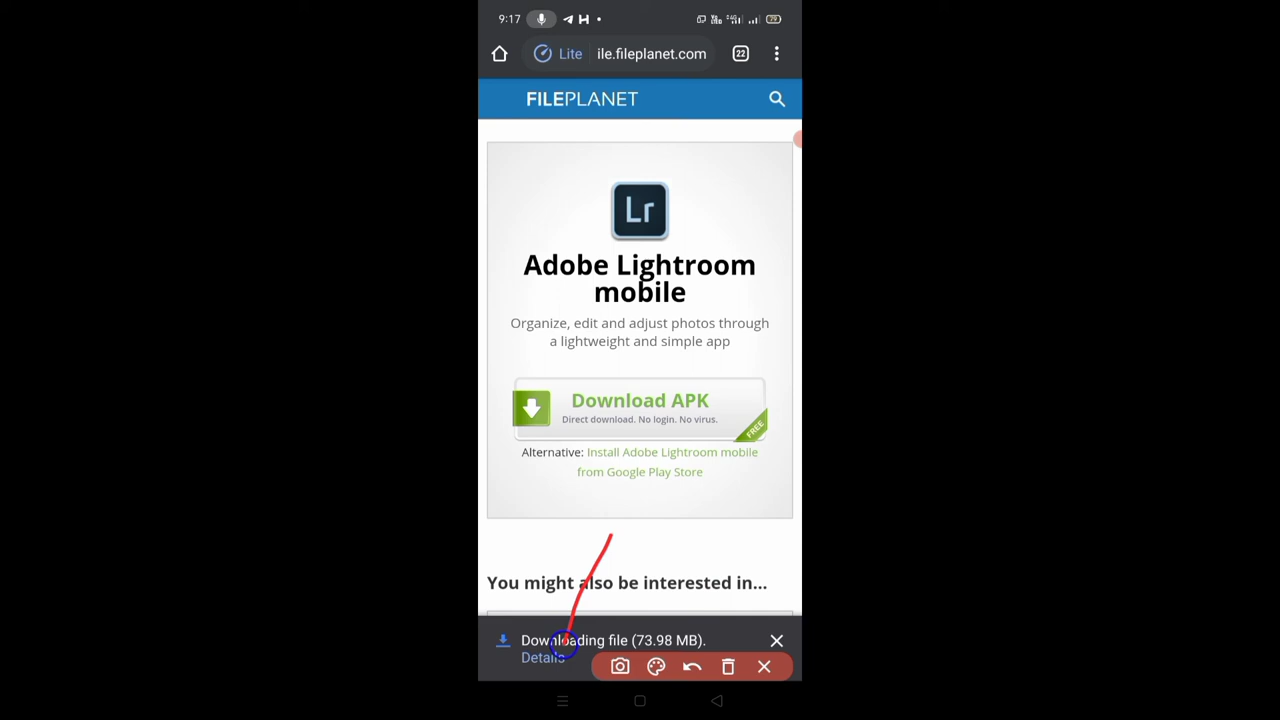 9:17
79
Lite ile.fileplanet.com 22
FILEPLANET
Lr
Adobe Lightroom
mobile
Organize, edit and adjust photos through
a lightweight and simple app
Download APK
Direct download. No login. No virus.
FREE
Alternative: Install Adobe Lightroom mobile
from Google Play Store
You might also be interested in...
Downloading file (73.98 MB).
Details